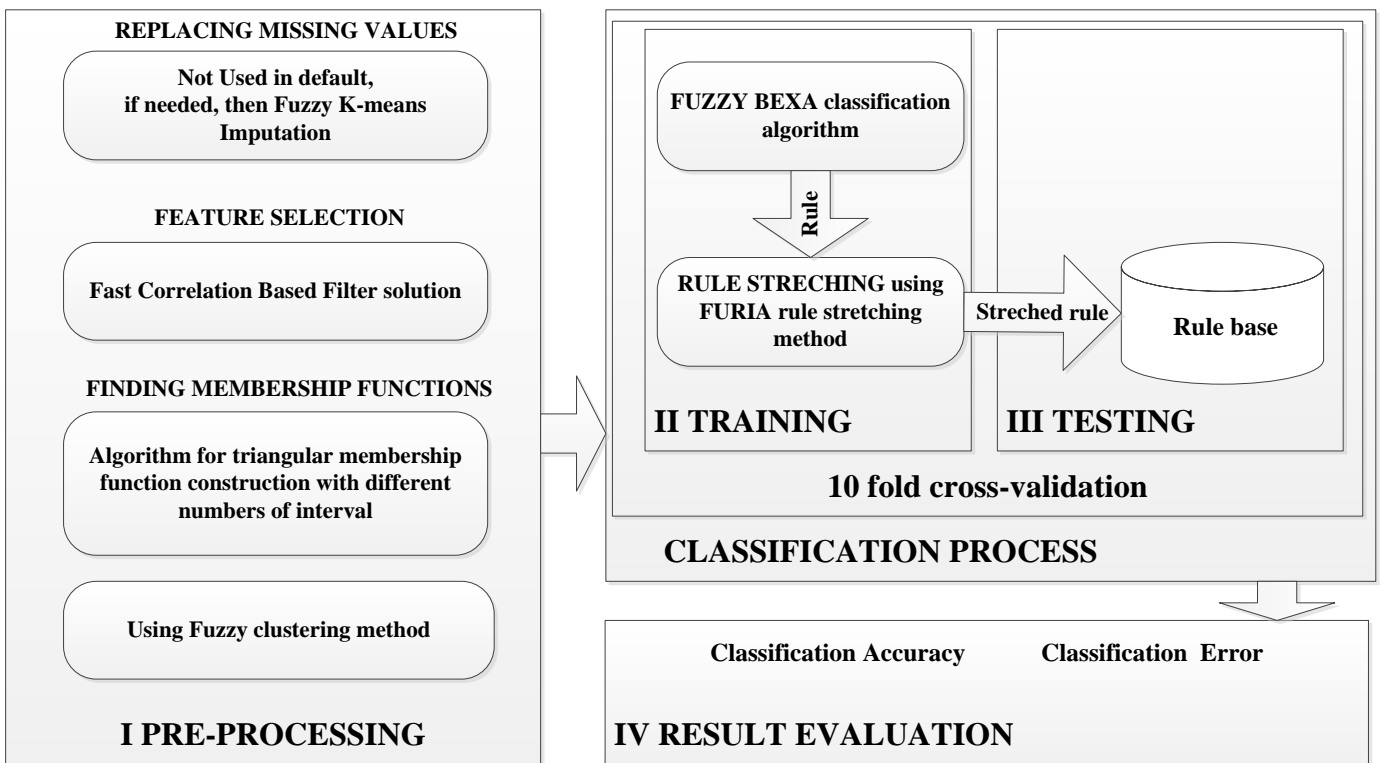 REPLACING MISSING VALUES
Not Used in default,
if needed, then Fuzzy K-means
Imputation
FEATURE SELECTION
Fast Correlation Based Filter solution
FINDING MEMBERSHIP FUNCTIONS
Algorithm for triangular membership
function construction with different
numbers of interval
Using Fuzzy clustering method
I PRE-PROCESSING
FUZZY BEXA classification
algorithm
Rule
RULE STRECHING using
FURIA rule stretching
method
II TRAINING
Streched rule
Rule base
III TESTING
10 fold cross-validation
CLASSIFICATION PROCESS
Classification Accuracy
Classification Error
IV RESULT EVALUATION